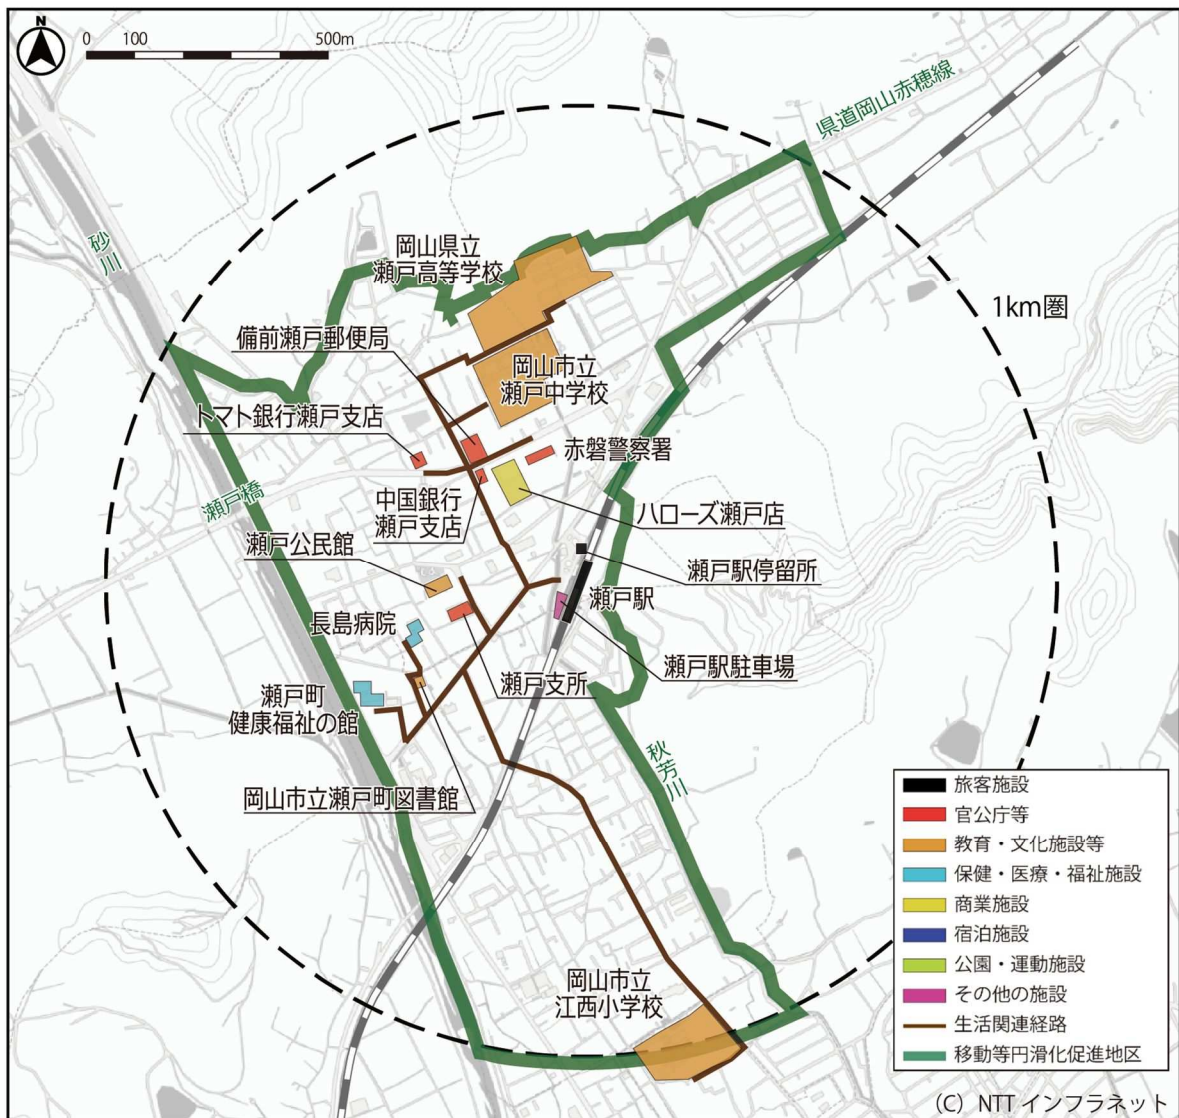 N
0 100 500m
県道岡山赤穂線
砂川
岡山県立
瀬戸高等学校
1km圏
備前瀬戸郵便局
岡山市立
瀬戸中学校
トマト銀行瀬戸支店
赤磐警察署
瀬戸橋
中国銀行
瀬戸支店
ハローズ瀬戸店
瀬戸公民館
瀬戸駅停留所
瀬戸駅
長島病院
瀬戸駅駐車場
瀬戸支所
瀬戸町
健康福祉の館
秋芳川
岡山市立瀬戸町図書館
旅客施設
官公庁等
教育・文化施設等
保健・医療・福祉施設
商業施設
宿泊施設
公園・運動施設
その他の施設
生活関連経路
移動等円滑化促進地区
岡山市立
江西小学校
（C）NTTインフラネット